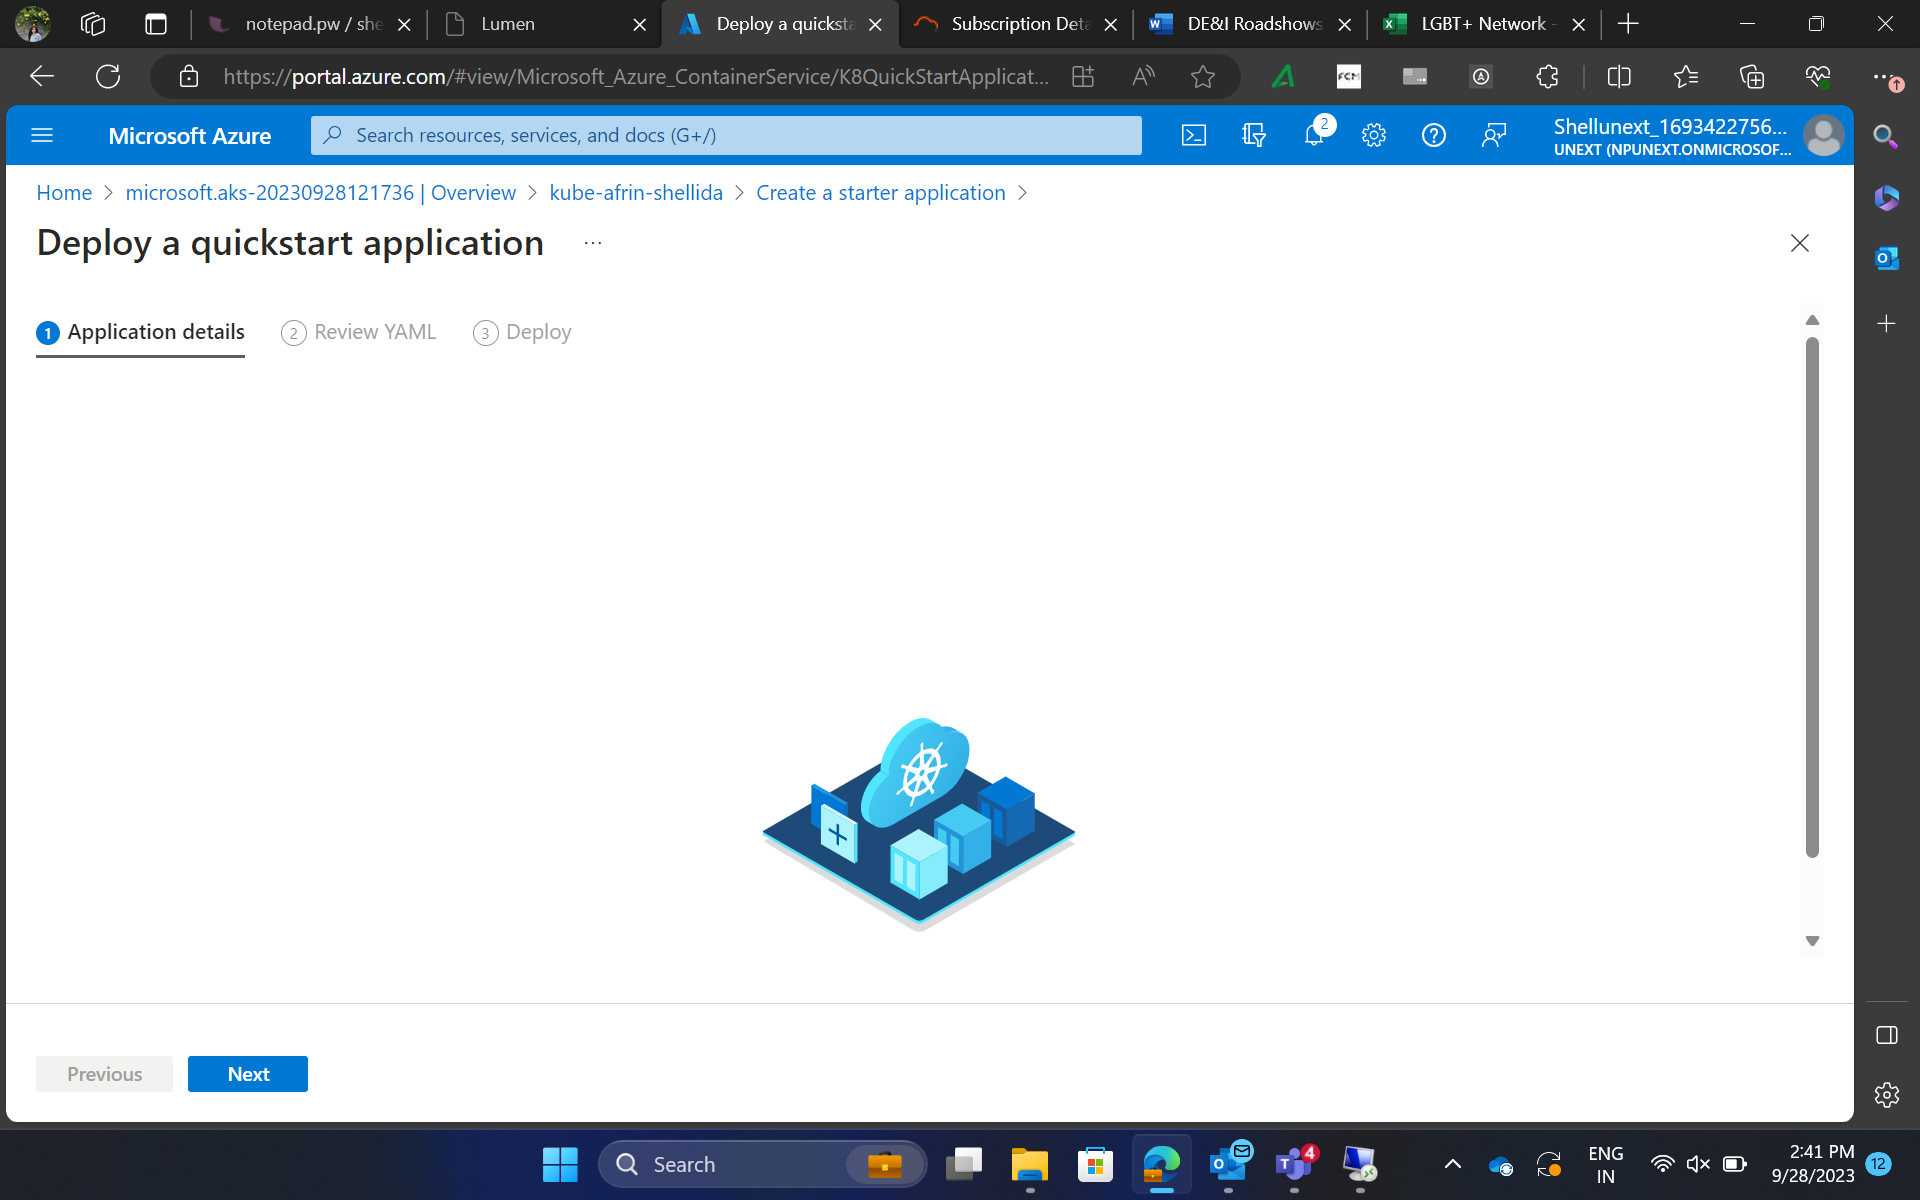 notepad.pw / she
Lumen
Deploy a quicksta
Subscription Deta
DE&I Roadshows
LGBT+ Network -
https://portal.azure.com/#view/Microsoft_Azure_ContainerService/K8QuickStartApplicat...
FCM
Microsoft Azure
Search resources, services, and docs (G+/)
2
Shellunext_1693422756...
UNEXT (NPUNEXT.ONMICROSOF...
Home > microsoft.aks-20230928121736 | Overview > kube-afrin-shellida > Create a starter application >
Deploy a quickstart application ...
1 Application details
2 Review YAML
3 Deploy
Previous
Next
Search
4
ENG
IN
2:41 PM
9/28/2023
12